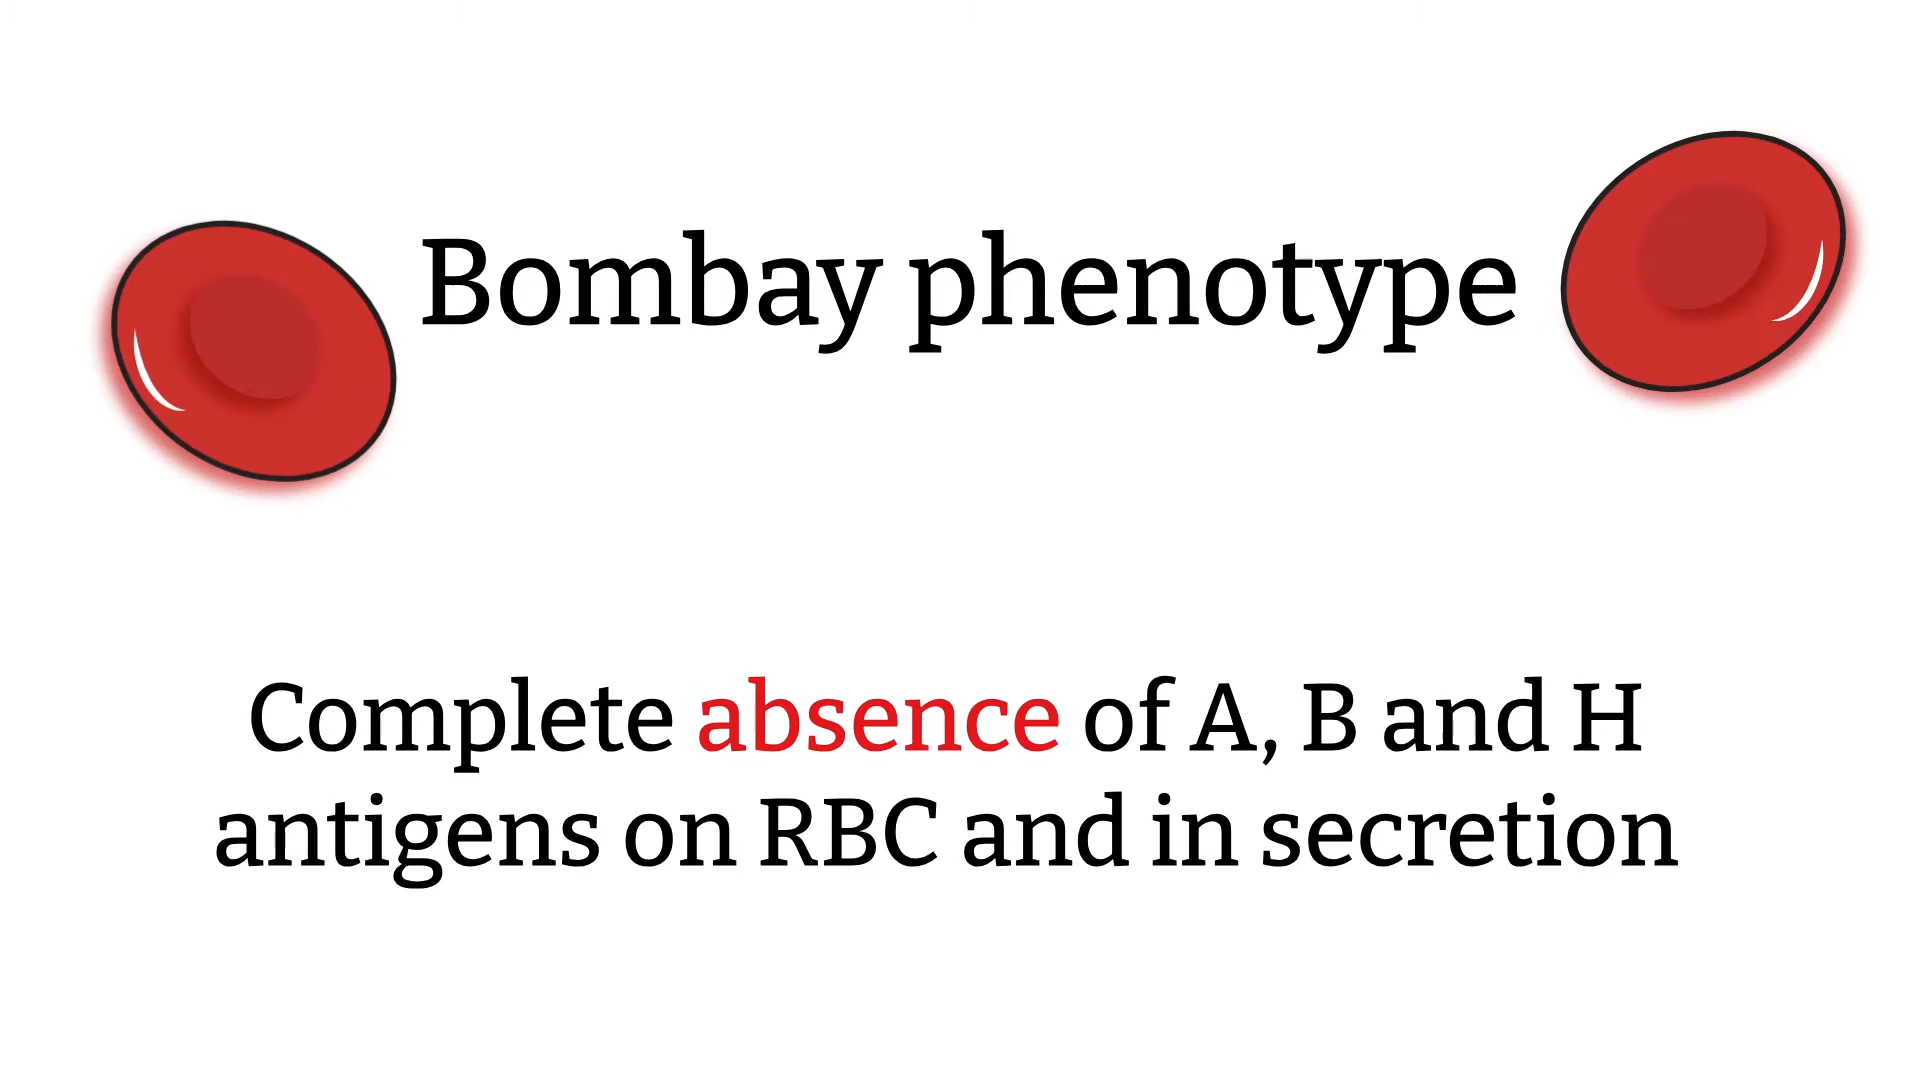 Bombay phenotype
Complete absence of A, B and H
antigens on RBC and in secretion